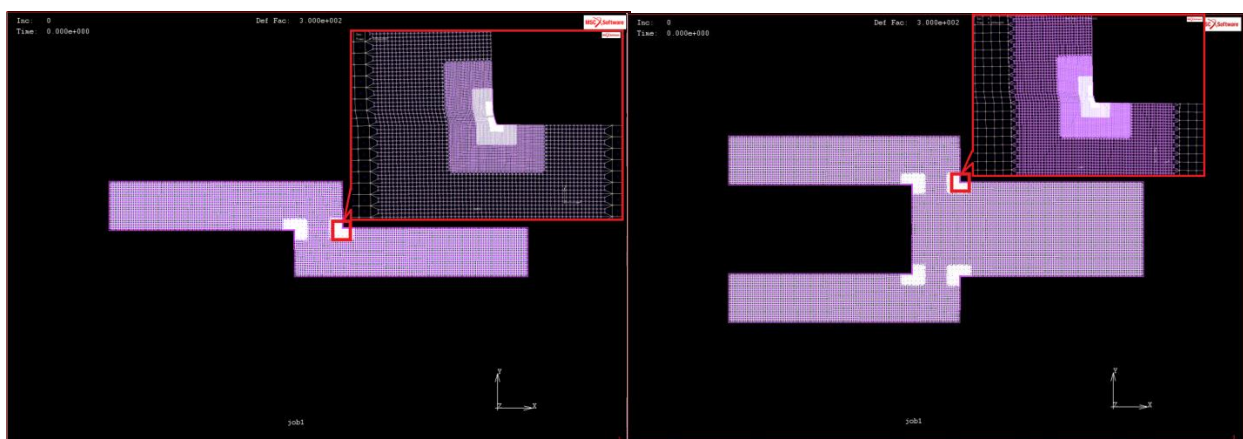 Inc: 0
Time: 0.000e+000
Def Fac: 3.000e+002
MSC Software
Y
Z X
job1
Inc: 0
Time: 0.000e+000
Def Fac: 3.000e+002
SC Software
Y
Z X
job1